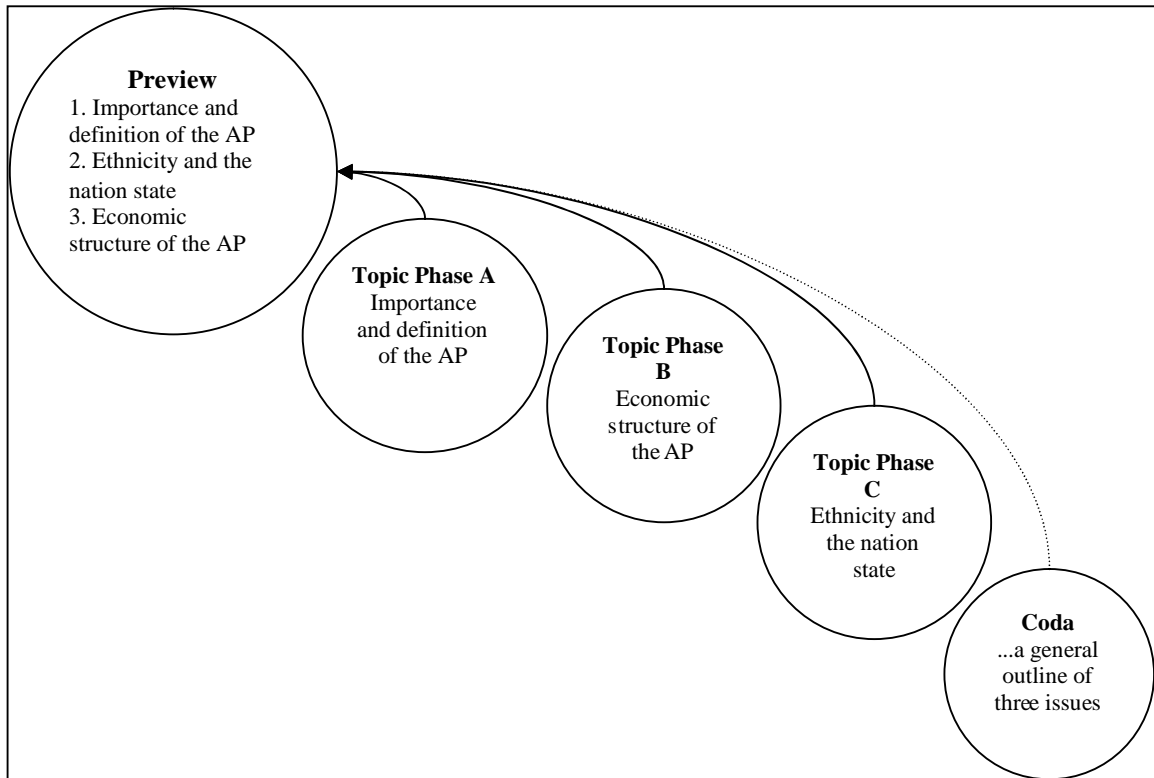 Preview
1. Importance and
definition of the AP
2. Ethnicity and the
nation state
3. Economic
structure of the AP
Topic Phase A
Importance
and definition
of the AP
Topic Phase
B
Economic
structure of
the AP
Topic Phase
C
Ethnicity and
the nation
state
Coda
...a general
outline of
three issues